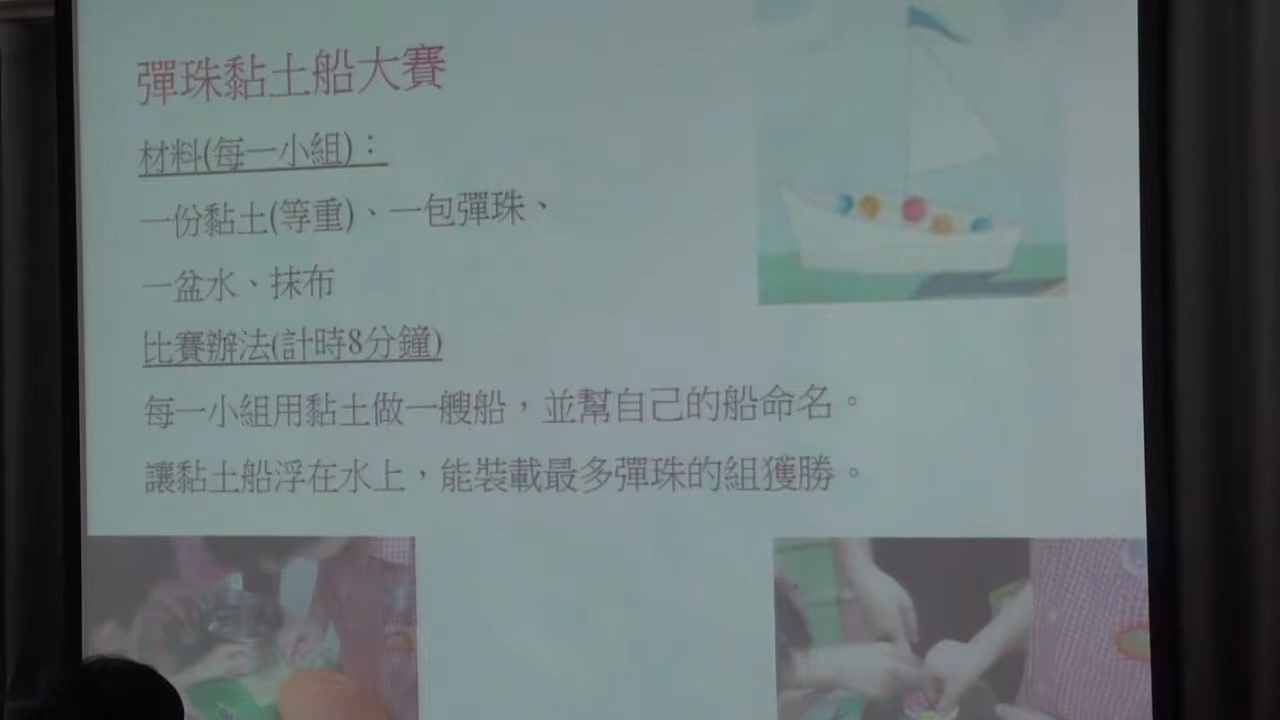 彈珠黏土船大賽
材料(每一小組)：
一份黏土(等重)、一包彈珠、
一盆水、抹布
比賽辦法(計時8分鐘)
每一小組用黏土做一艘船，並幫自己的船命名。
讓黏土船浮在水上，能裝載最多彈珠的組獲勝。